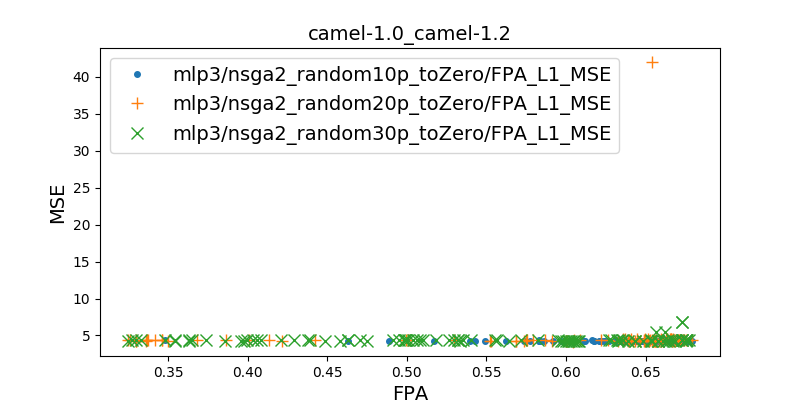 camel-1.0_camel-1.2
mlp3/nsga2_random10p_toZero/FPA_L1_MSE
mlp3/nsga2_random20p_toZero/FPA_L1_MSE
mlp3/nsga2_random30p_toZero/FPA_L1_MSE
MSE
40
35
30
25
20
15
10
5
0.35 0.40 0.45 0.50 0.55 0.60 0.65
FPA